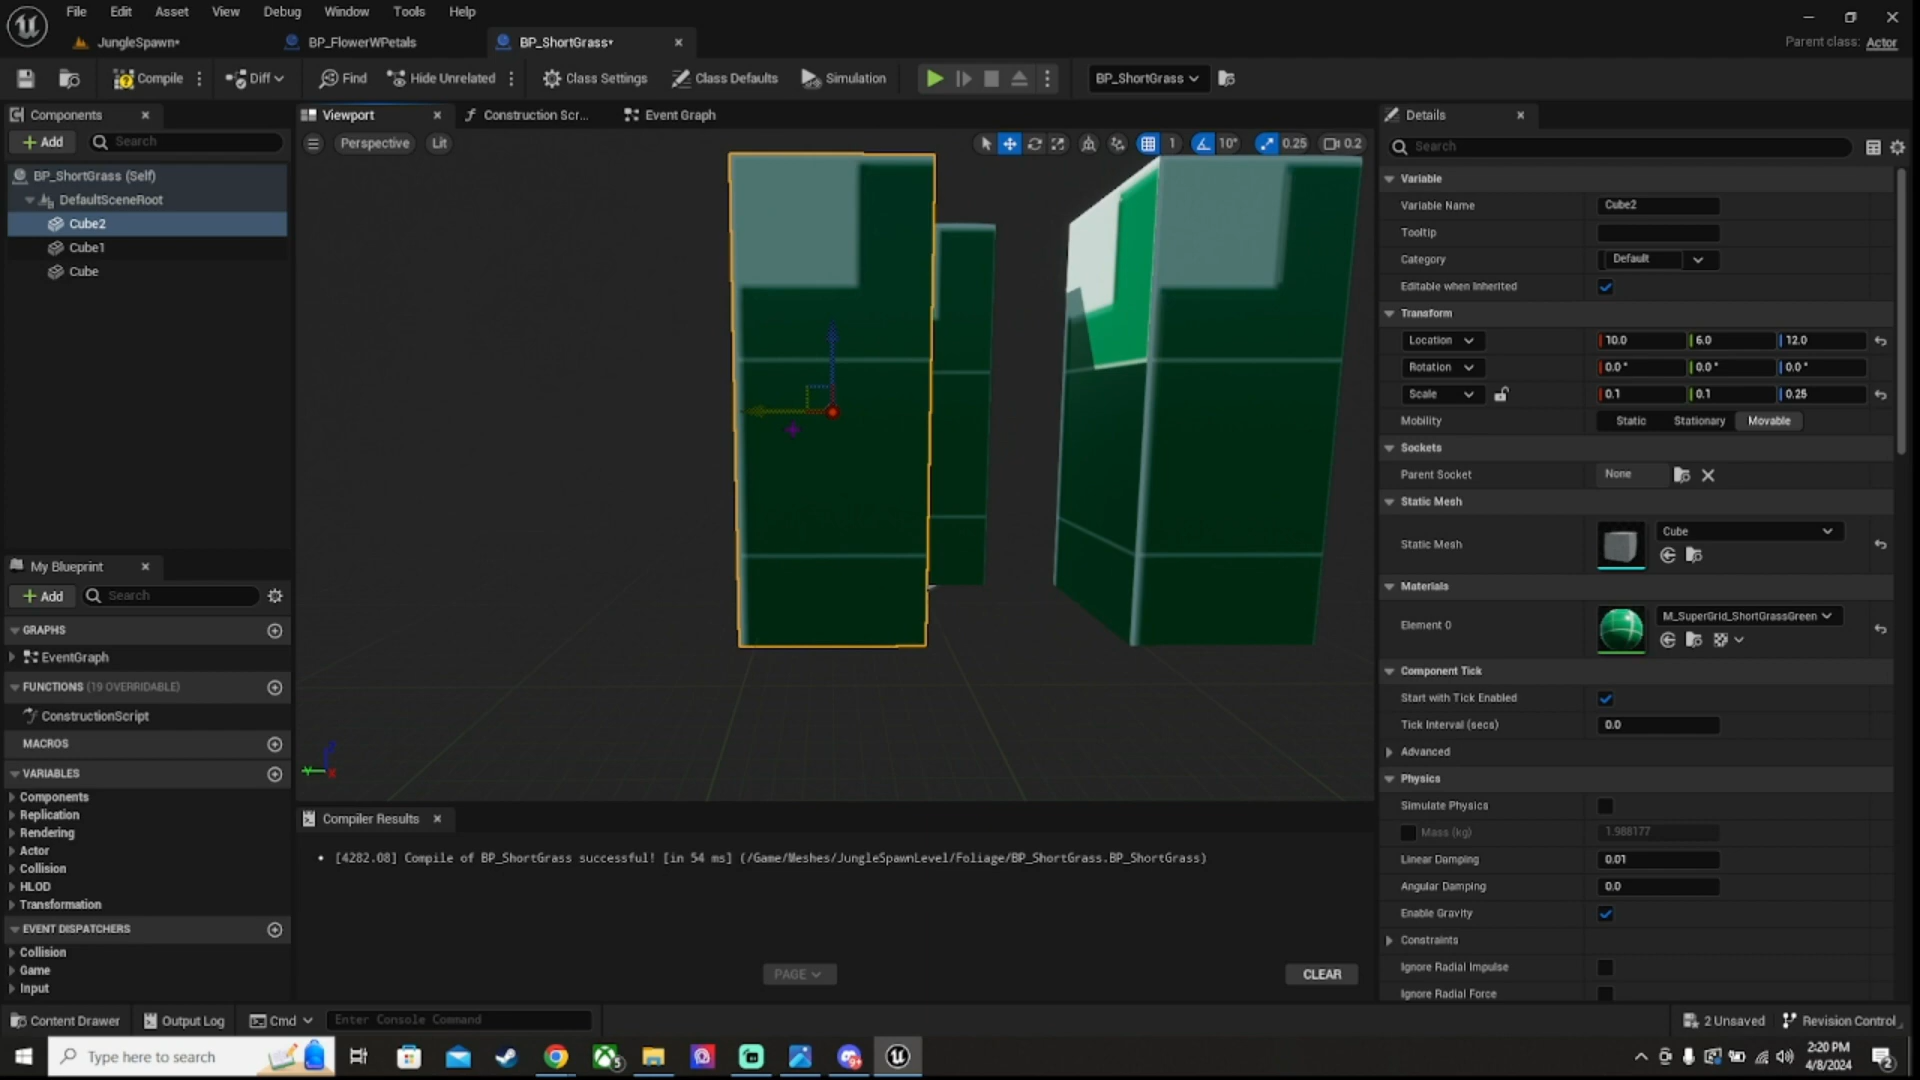 File Edit View Asset Debug Window Tools Help
JungleSpawn•
BP_FlowerWPetals
BP_ShortGrass•
Parent class: Actor
Compile
Diff
Find
Hide Unrelated
Class Settings
Class Defaults
Simulation
BP_ShortGrass
Components
Add
Search
BP_ShortGrass (Self)
DefaultSceneRoot
Cube2
Cube1
Cube
My Blueprint
Add
Search
GRAPHS
EventGraph
FUNCTIONS (19 OVERRIDABLE)
ConstructionScript
MACROS
VARIABLES
Components
Replication
Rendering
Actor
Collision
HLOD
Transformation
EVENT DISPATCHERS
Collision
Game
Input
Viewport
Construction Scr...
Event Graph
Perspective
Lit
1
10°
0.25
0.2
Compiler Results
• [4282.08] Compile of BP_ShortGrass successful! [in 54 ms] (/Game/Meshes/JungleSpawnLevel/Foliage/BP_ShortGrass.BP_ShortGrass)
PAGE
CLEAR
Details
Search
Variable
Variable Name Cube2
Tooltip
Category Default
Editable when Inherited
Transform
Location 10.0 6.0 12.0
Rotation 0.0° 0.0° 0.0°
Scale 0.1 0.1 0.25
Mobility Static Stationary Movable
Sockets
Parent Socket None
Static Mesh
Static Mesh Cube
Materials
Element 0 M_SuperGrid_ShortGrassGreen
Component Tick
Start with Tick Enabled
Tick Interval (secs) 0.0
Advanced
Physics
Simulate Physics
Mass (kg) 1.988177
Linear Damping 0.01
Angular Damping 0.0
Enable Gravity
Constraints
Ignore Radial Impulse
Ignore Radial Force
Content Drawer
Output Log
Cmd
Enter Console Command
2 Unsaved
Revision Control
Type here to search
2:20 PM
4/8/2024